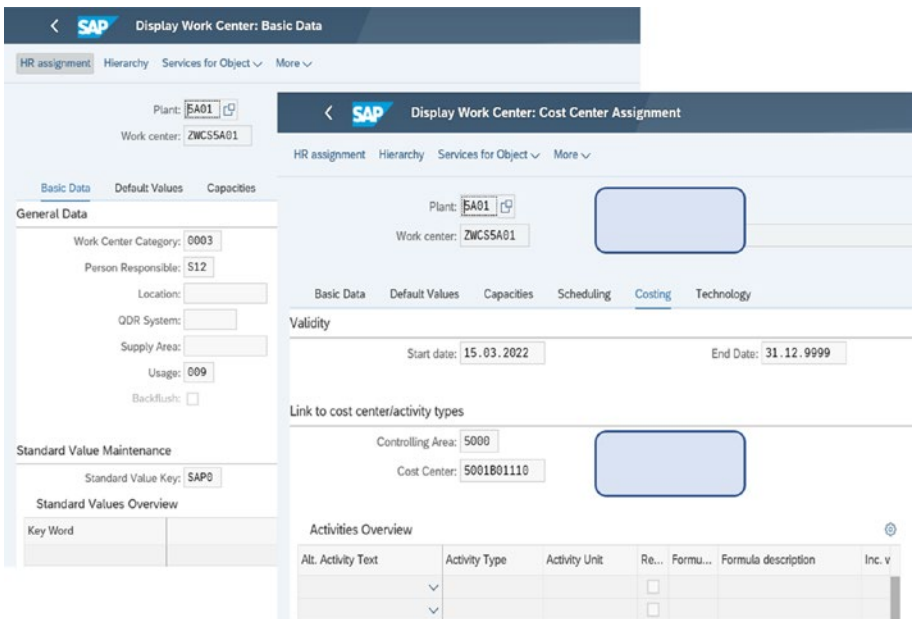 SAP Display Work Center: Basic Data
HR assignment Hierarchy Services for Object More
Plant: 5A01
Work center: ZWCS5A01
Basic Data Default Values Capacities
General Data
Work Center Category: 0003
Person Responsible: S12
Location:
QDR System:
Supply Area:
Usage: 009
Backflush:
Standard Value Maintenance
Standard Value Key: SAP0
Standard Values Overview
Key Word
SAP Display Work Center: Cost Center Assignment
HR assignment Hierarchy Services for Object More
Plant: 5A01
Work center: ZWCS5A01
Basic Data Default Values Capacities Scheduling Costing Technology
Validity
Start date: 15.03.2022 End Date: 31.12.9999
Link to cost center/activity types
Controlling Area: 5000
Cost Center: 5001B01110
Activities Overview
Alt. Activity Text Activity Type Activity Unit Re... Formu... Formula description Inc. v